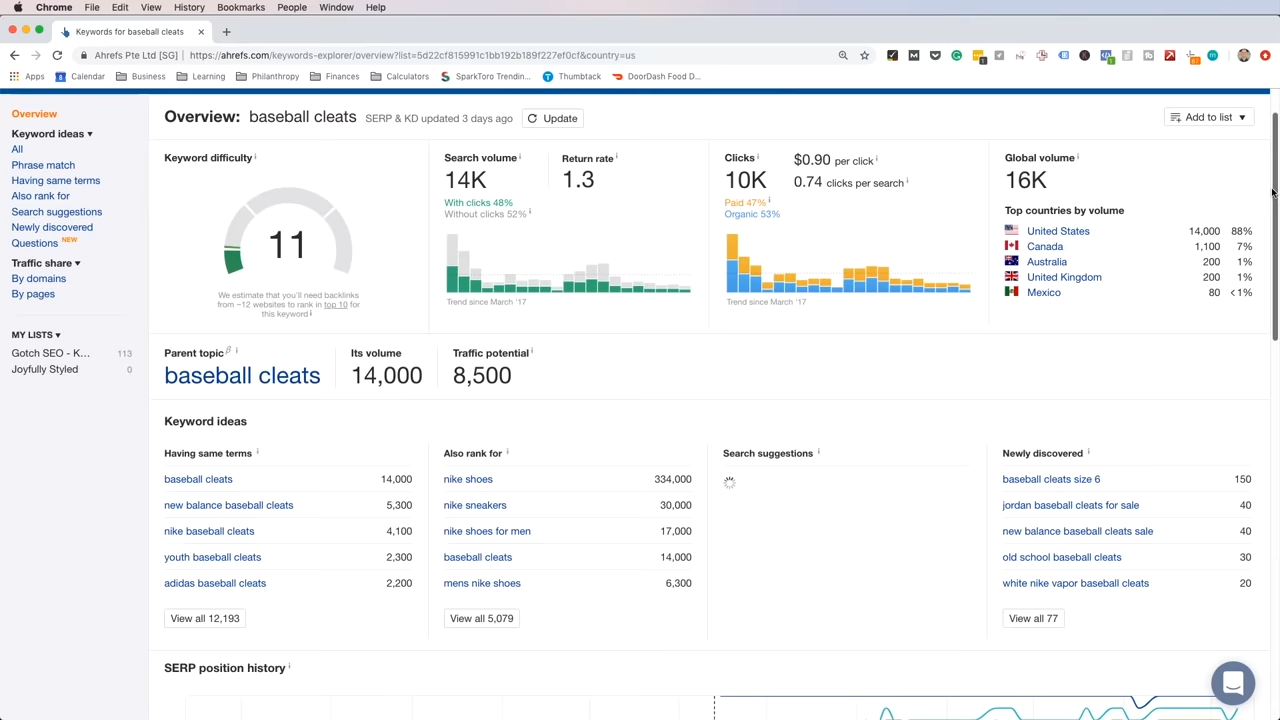 Chrome File Edit View History Bookmarks People Window Help
Keywords for baseball cleats
Ahrefs Pte Ltd [SG] | https://ahrefs.com/keywords-explorer/overview?list=5d22cf815991c1bb192b189f227ef0cf&country=us
Apps Calendar Business Learning Philanthropy Finances Calculators SparkToro Trendin... Thumbtack DoorDash Food D...
Overview
Keyword ideas ▾
All
Phrase match
Having same terms
Also rank for
Search suggestions
Newly discovered
Questions NEW
Traffic share ▾
By domains
By pages
MY LISTS ▾
Gotch SEO - K... 113
Joyfully Styled 0
Overview: baseball cleats SERP & KD updated 3 days ago Update
Add to list ▼
Keyword difficulty i
11
We estimate that you'll need backlinks
from ~12 websites to rank in top 10 for
this keyword i
Search volume i
14K
With clicks 48%
Without clicks 52% i
Trend since March '17
Return rate i
1.3
Clicks i
10K
Paid 47% i
Organic 53%
$0.90 per click i
0.74 clicks per search i
Trend since March '17
Global volume i
16K
Top countries by volume
United States 14,000 88%
Canada 1,100 7%
Australia 200 1%
United Kingdom 200 1%
Mexico 80 <1%
Parent topic i
baseball cleats
Its volume
14,000
Traffic potential i
8,500
Keyword ideas
Having same terms i
baseball cleats 14,000
new balance baseball cleats 5,300
nike baseball cleats 4,100
youth baseball cleats 2,300
adidas baseball cleats 2,200
View all 12,193
Also rank for i
nike shoes 334,000
nike sneakers 30,000
nike shoes for men 17,000
baseball cleats 14,000
mens nike shoes 6,300
View all 5,079
Search suggestions i
Newly discovered i
baseball cleats size 6 150
jordan baseball cleats for sale 40
new balance baseball cleats sale 40
old school baseball cleats 30
white nike vapor baseball cleats 20
View all 77
SERP position history i